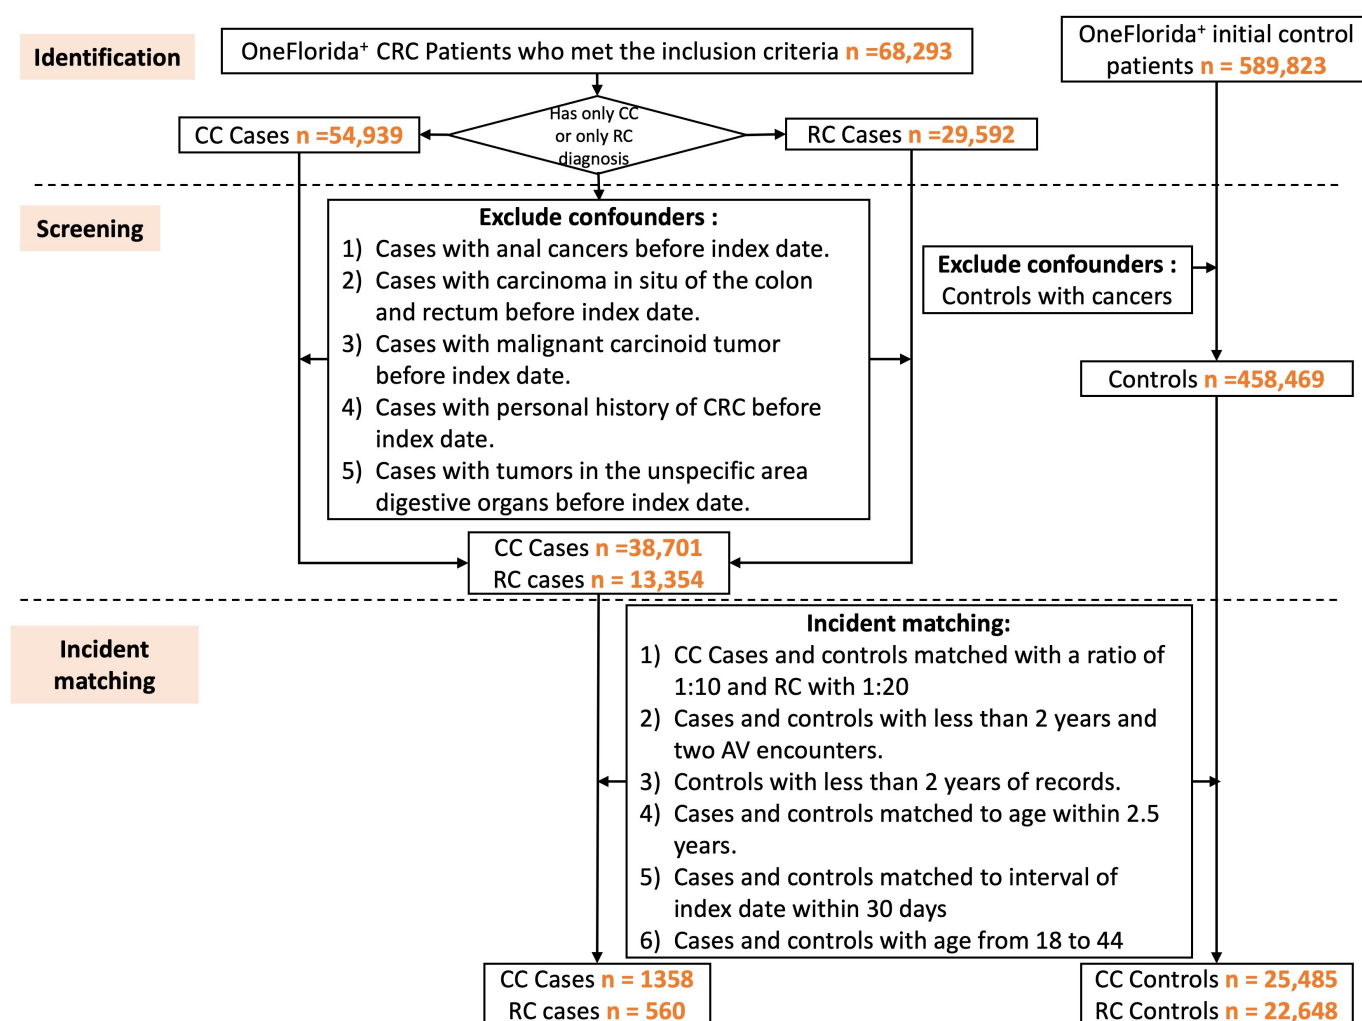 Identification
OneFlorida⁺ CRC Patients who met the inclusion criteria n =68,293
OneFlorida⁺ initial control
patients n = 589,823
Has only CC
or only RC
diagnosis
CC Cases n =54,939
RC Cases n =29,592
Screening
Exclude confounders :
1) Cases with anal cancers before index date.
2) Cases with carcinoma in situ of the colon
and rectum before index date.
3) Cases with malignant carcinoid tumor
before index date.
4) Cases with personal history of CRC before
index date.
5) Cases with tumors in the unspecific area
digestive organs before index date.
Exclude confounders :
Controls with cancers
Controls n =458,469
CC Cases n =38,701
RC cases n = 13,354
Incident
matching
Incident matching:
1) CC Cases and controls matched with a ratio of
1:10 and RC with 1:20
2) Cases and controls with less than 2 years and
two AV encounters.
3) Controls with less than 2 years of records.
4) Cases and controls matched to age within 2.5
years.
5) Cases and controls matched to interval of
index date within 30 days
6) Cases and controls with age from 18 to 44
CC Cases n = 1358
RC cases n = 560
CC Controls n = 25,485
RC Controls n = 22,648